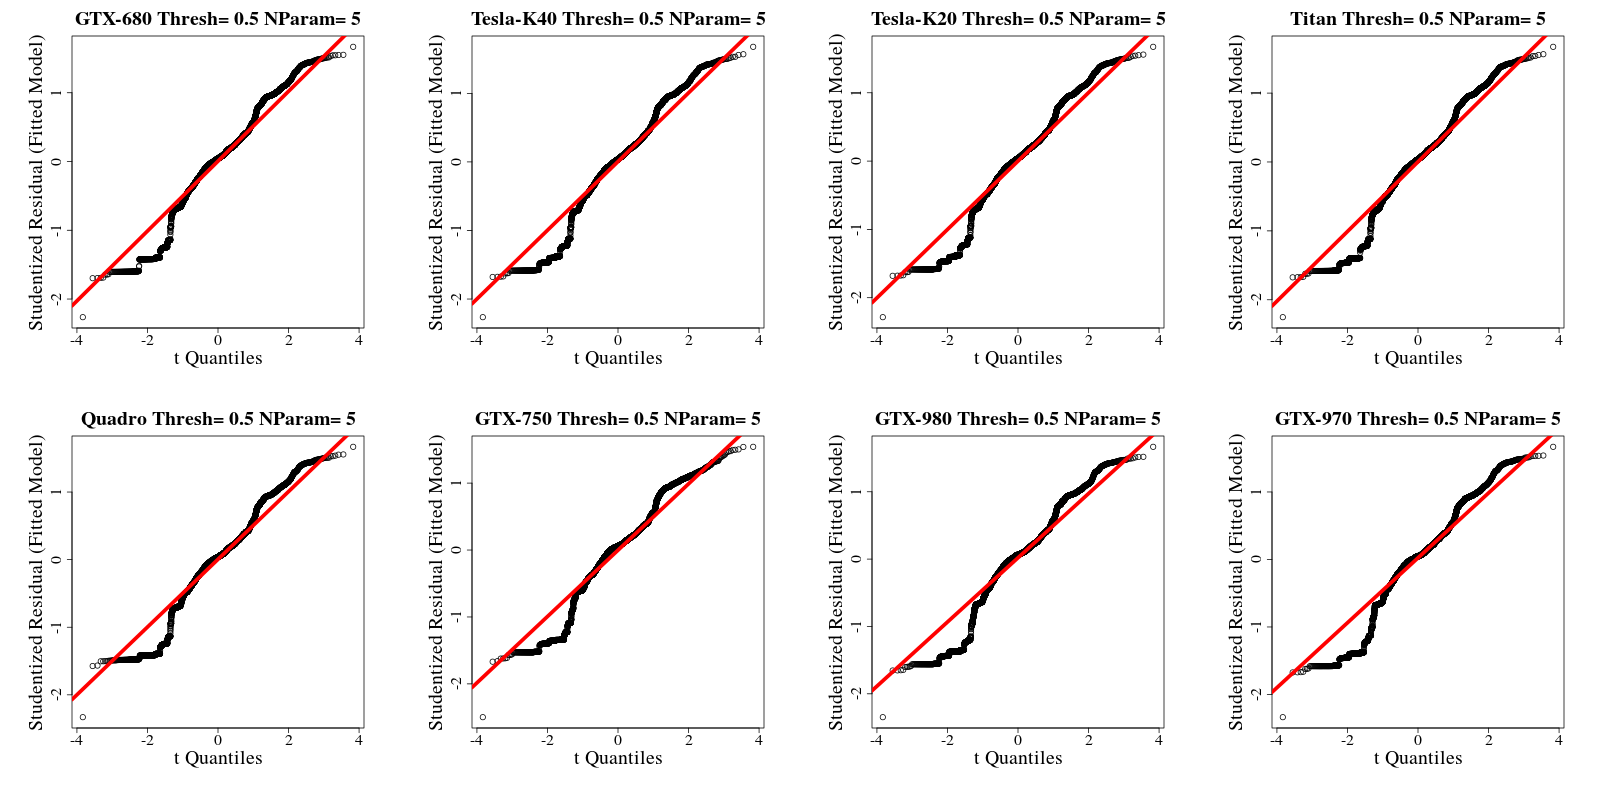 GTX-680 Thresh= 0.5 NParam= 5
Studentized Residual (Fitted Model)
1
0
-1
-2
-4 -2 0 2 4
t Quantiles
Tesla-K40 Thresh= 0.5 NParam= 5
Studentized Residual (Fitted Model)
1
0
-1
-2
-4 -2 0 2 4
t Quantiles
Tesla-K20 Thresh= 0.5 NParam= 5
Studentized Residual (Fitted Model)
1
0
-1
-2
-4 -2 0 2 4
t Quantiles
Titan Thresh= 0.5 NParam= 5
Studentized Residual (Fitted Model)
1
0
-1
-2
-4 -2 0 2 4
t Quantiles
Quadro Thresh= 0.5 NParam= 5
Studentized Residual (Fitted Model)
1
0
-1
-2
-4 -2 0 2 4
t Quantiles
GTX-750 Thresh= 0.5 NParam= 5
Studentized Residual (Fitted Model)
1
0
-1
-2
-4 -2 0 2 4
t Quantiles
GTX-980 Thresh= 0.5 NParam= 5
Studentized Residual (Fitted Model)
1
0
-1
-2
-4 -2 0 2 4
t Quantiles
GTX-970 Thresh= 0.5 NParam= 5
Studentized Residual (Fitted Model)
1
0
-1
-2
-4 -2 0 2 4
t Quantiles